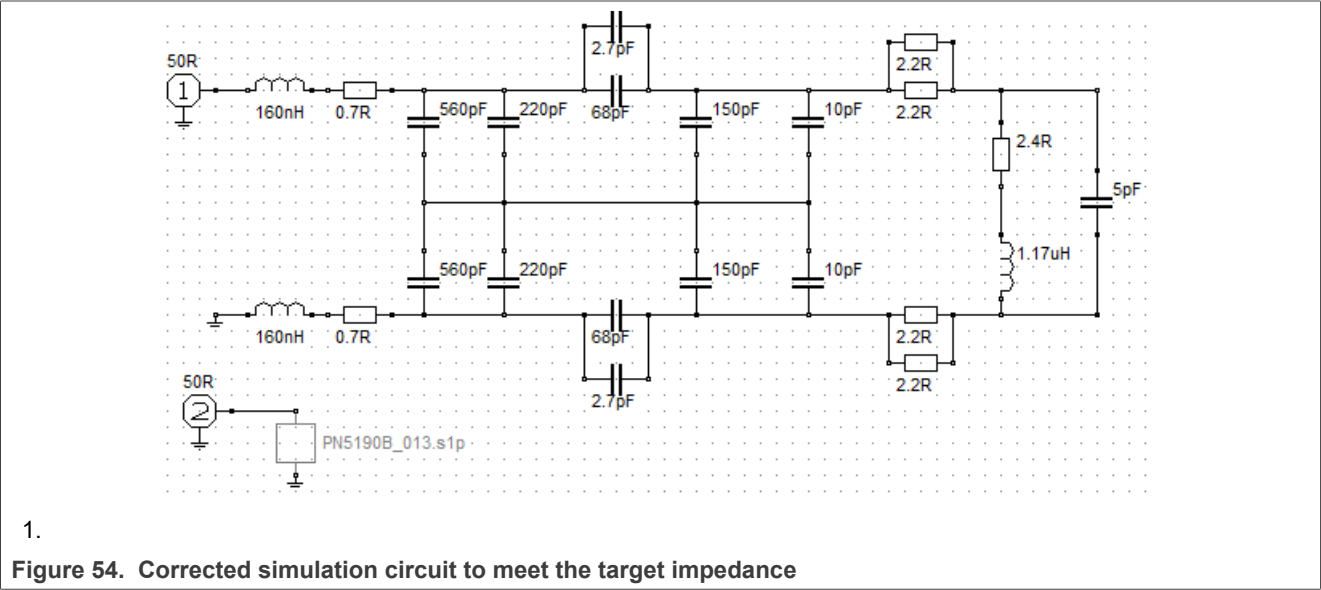 2.7pF
50R
1
160nH 0.7R 560pF 220pF 68pF 150pF 10pF 2.2R
2.2R
2.4R
5pF
1.17uH
560pF 220pF 150pF 10pF
160nH 0.7R 68pF 2.2R
2.7pF 2.2R
50R
2
PN5190B_013.s1p
1.
Figure 54. Corrected simulation circuit to meet the target impedance